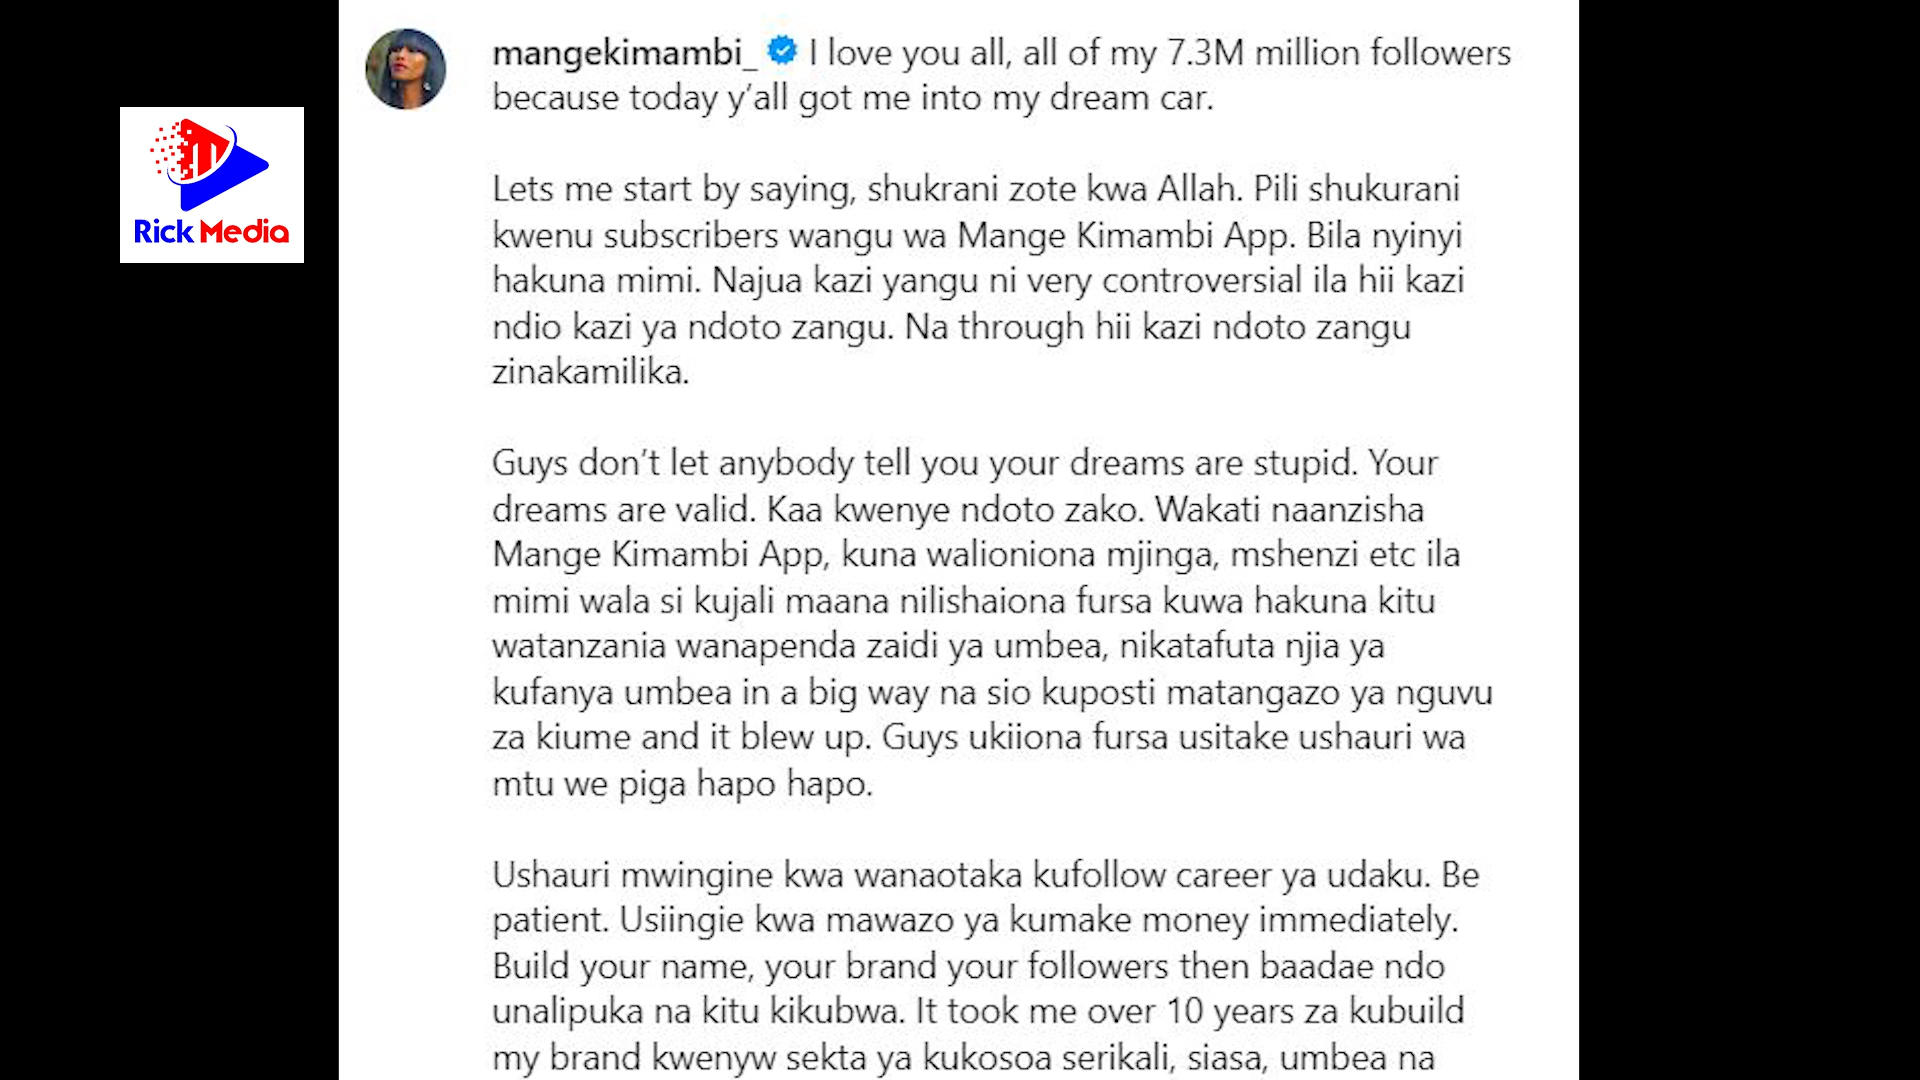 mangekimambi_ I love you all, all of my 7.3M million followers
because today y’all got me into my dream car.
Lets me start by saying, shukrani zote kwa Allah. Pili shukurani
kwenu subscribers wangu wa Mange Kimambi App. Bila nyinyi
hakuna mimi. Najua kazi yangu ni very controversial ila hii kazi
ndio kazi ya ndoto zangu. Na through hii kazi ndoto zangu
zinakamilika.
Guys don’t let anybody tell you your dreams are stupid. Your
dreams are valid. Kaa kwenye ndoto zako. Wakati naanzisha
Mange Kimambi App, kuna walioniona mjinga, mshenzi etc ila
mimi wala si kujali maana nilishaiona fursa kuwa hakuna kitu
watanzania wanapenda zaidi ya umbea, nikatafuta njia ya
kufanya umbea in a big way na sio kuposti matangazo ya nguvu
za kiume and it blew up. Guys ukiiona fursa usitake ushauri wa
mtu we piga hapo hapo.
Ushauri mwingine kwa wanaotaka kufollow career ya udaku. Be
patient. Usiingie kwa mawazo ya kumake money immediately.
Build your name, your brand your followers then baadae ndo
unalipuka na kitu kikubwa. It took me over 10 years za kubuild
my brand kwenyw sekta ya kukosoa serikali, siasa, umbea na
Rick Media